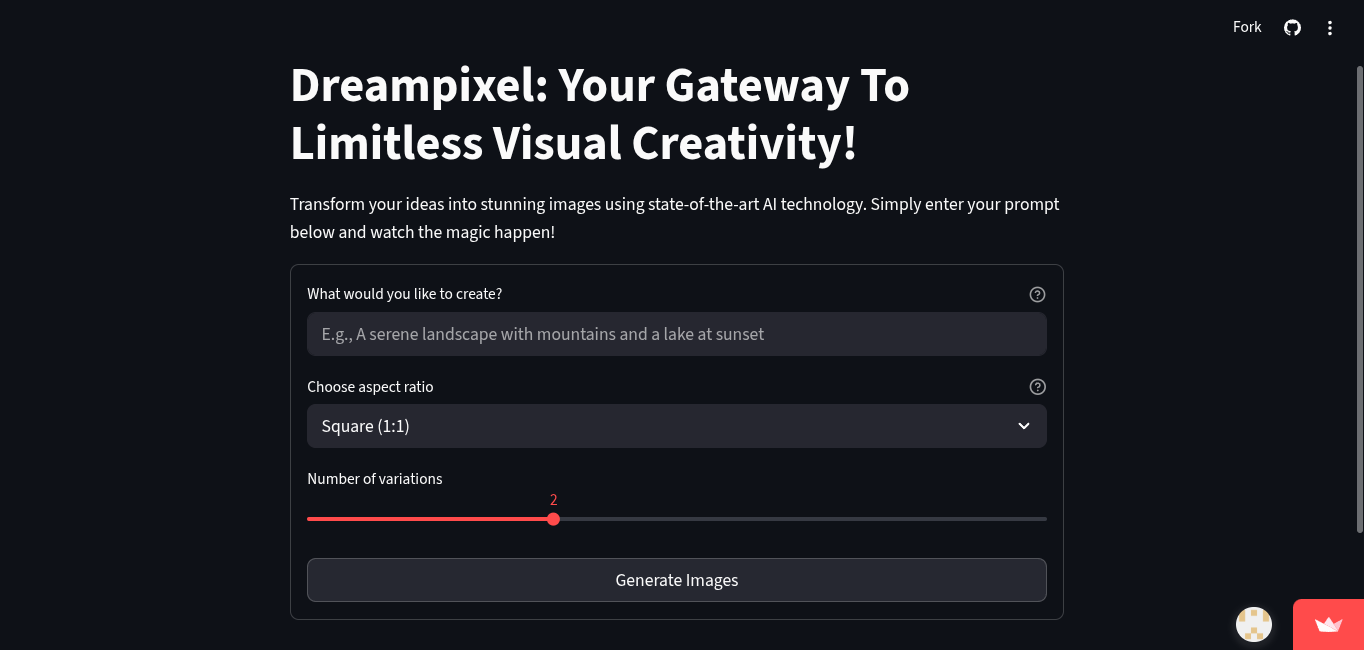 Fork
Dreampixel: Your Gateway To
Limitless Visual Creativity!
Transform your ideas into stunning images using state-of-the-art AI technology. Simply enter your prompt
below and watch the magic happen!
What would you like to create?
E.g., A serene landscape with mountains and a lake at sunset
Choose aspect ratio
Square (1:1)
Number of variations
2
Generate Images